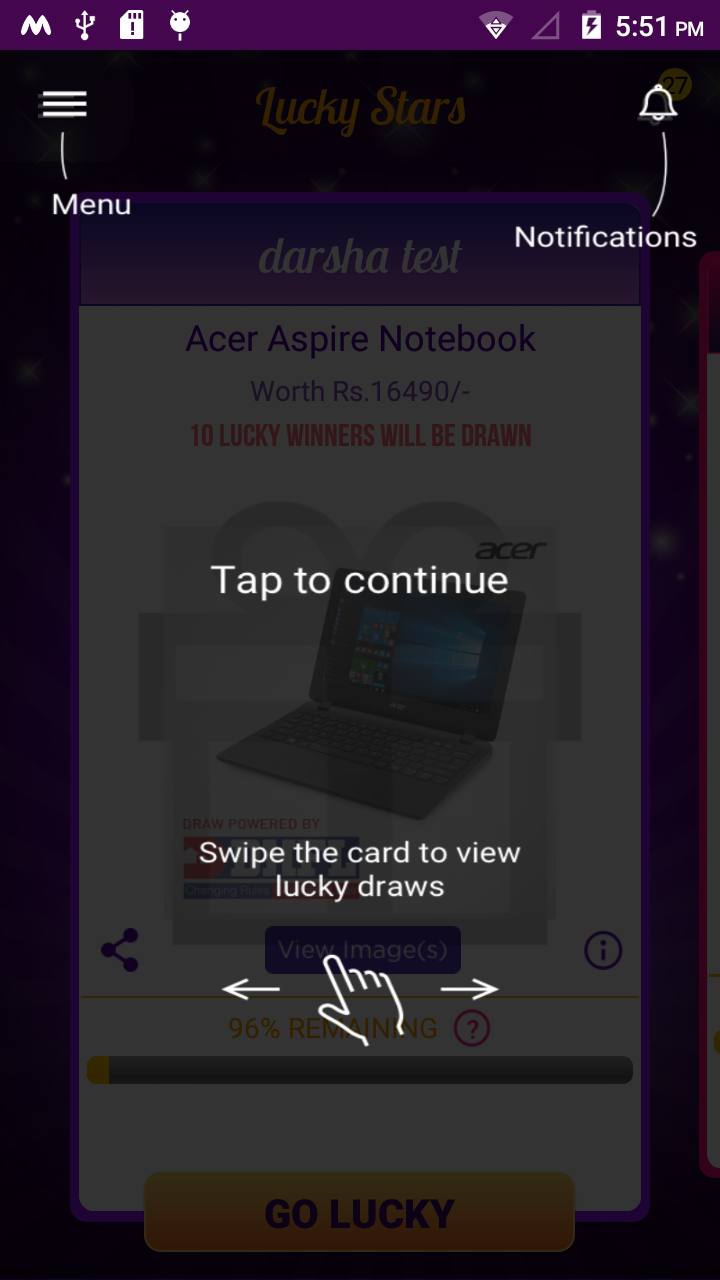 5:51 PM
Lucky Stars
27
Menu
Notifications
darsha test
Acer Aspire Notebook
Worth Rs.16490/-
10 LUCKY WINNERS WILL BE DRAWN
acer
Tap to continue
acer
DRAW POWERED BY
Swipe the card to view
lucky draws
Changing Rules
View Image(s)
96% REMAINING ?
GO LUCKY